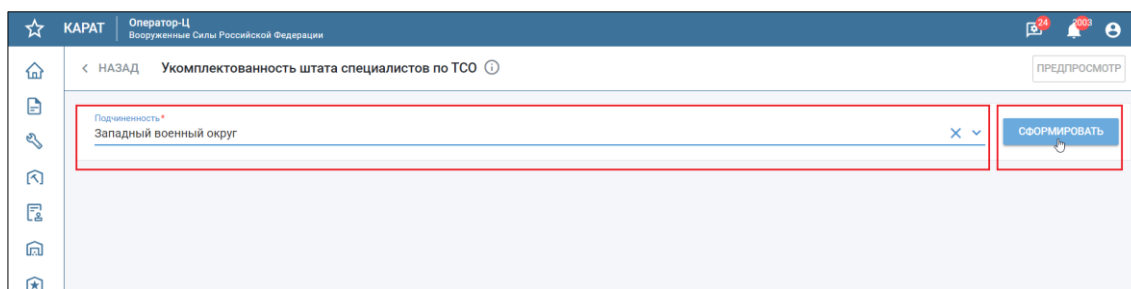 КАРАТ
Оператор-Ц
Вооруженные Силы Российской Федерации
24
2003
НАЗАД
Укомплектованность штата специалистов по ТСО
ПРЕДПРОСМОТР
Подчиненность*
Западный военный округ
СФОРМИРОВАТЬ